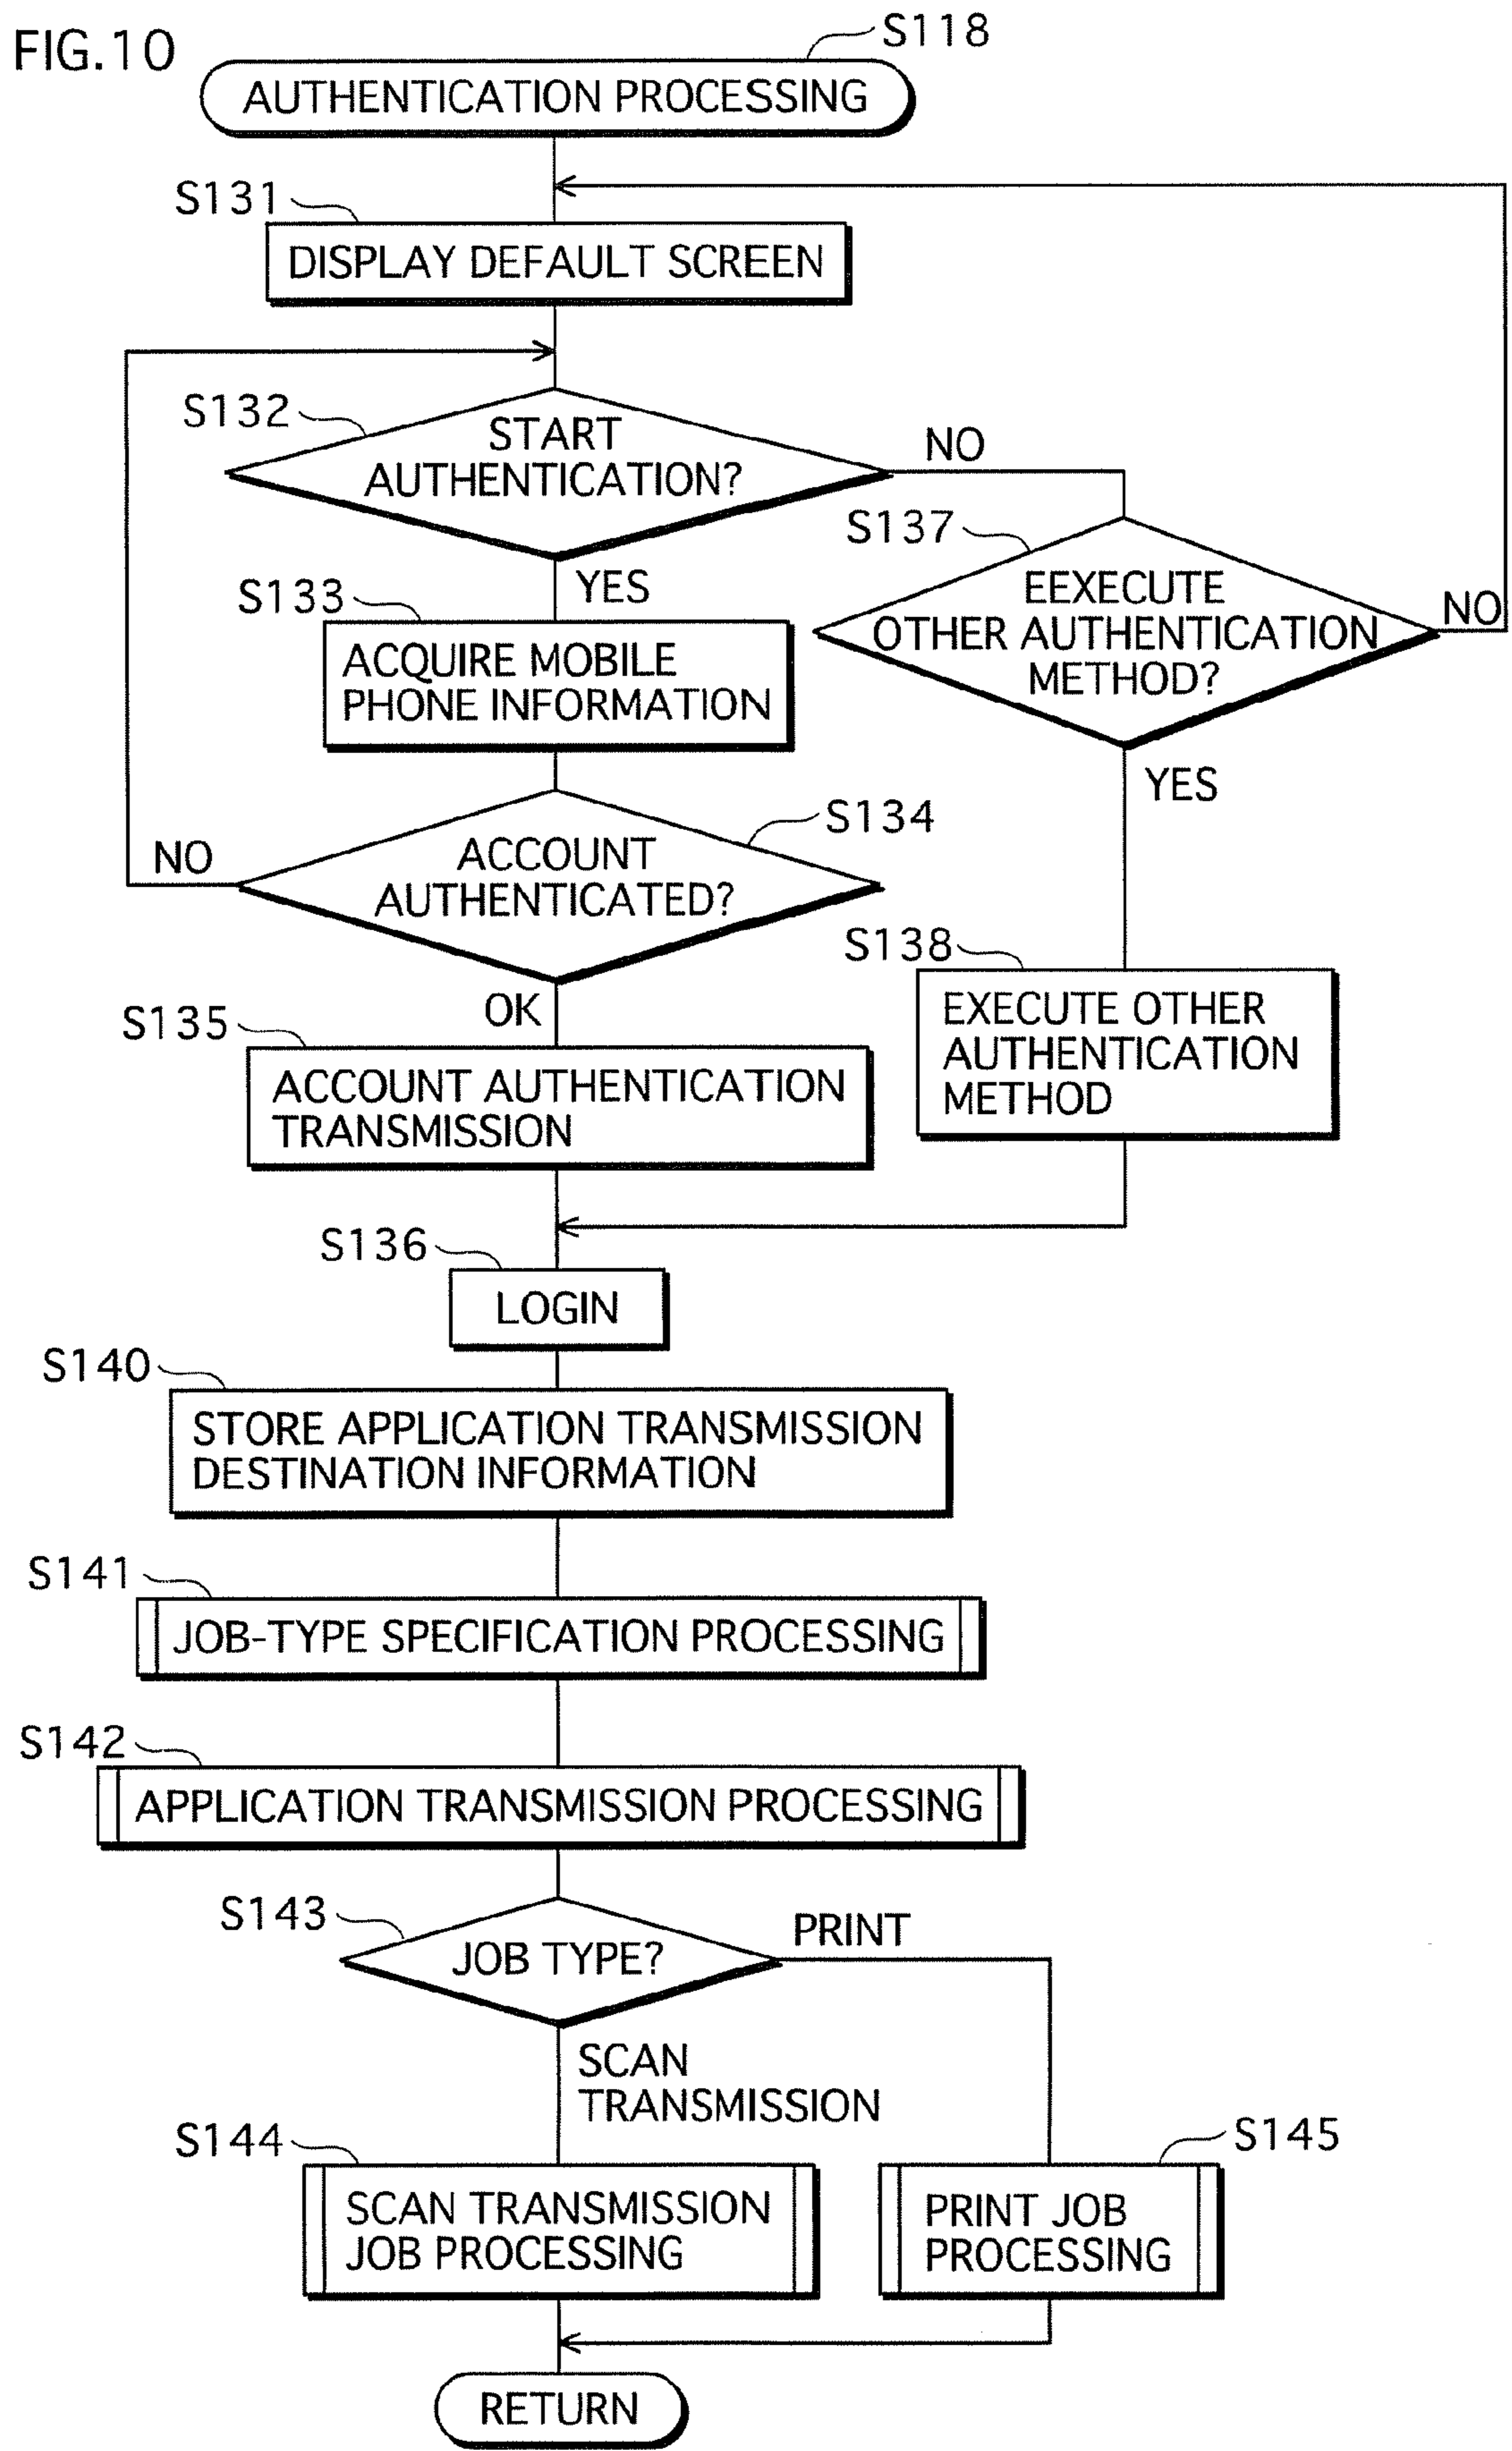 FIG.10
S118
AUTHENTICATION PROCESSING
S131
DISPLAY DEFAULT SCREEN
S132
START
AUTHENTICATION?
NO
S137
EEXECUTE
OTHER AUTHENTICATION
METHOD?
NO
YES
S133
ACQUIRE MOBILE
PHONE INFORMATION
YES
S134
ACCOUNT
AUTHENTICATED?
NO
OK
S138
EXECUTE OTHER
AUTHENTICATION
METHOD
S135
ACCOUNT AUTHENTICATION
TRANSMISSION
S136
LOGIN
S140
STORE APPLICATION TRANSMISSION
DESTINATION INFORMATION
S141
JOB-TYPE SPECIFICATION PROCESSING
S142
APPLICATION TRANSMISSION PROCESSING
S143
JOB TYPE?
PRINT
SCAN
TRANSMISSION
S144
SCAN TRANSMISSION
JOB PROCESSING
S145
PRINT JOB
PROCESSING
RETURN